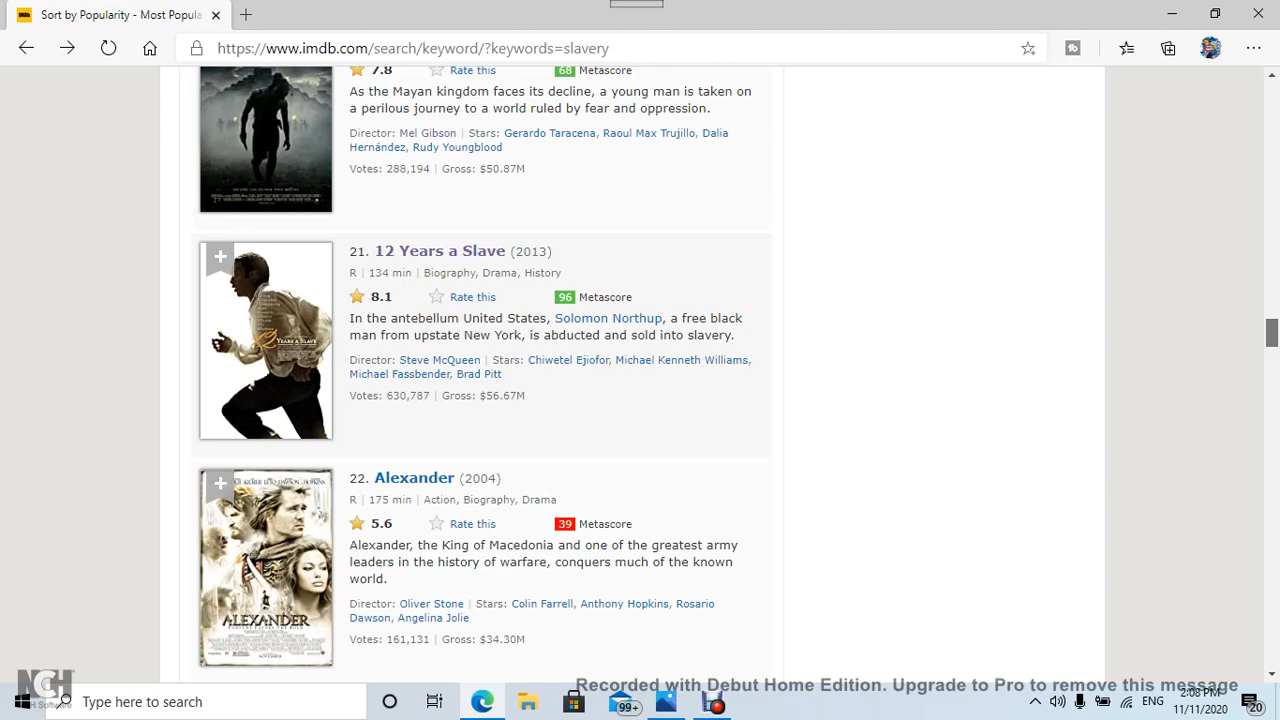 Sort by Popularity - Most Popul
https://www.imdb.com/search/keyword/?keywords=slavery
7.8 Rate this 68 Metascore
As the Mayan kingdom faces its decline, a young man is taken on
a perilous journey to a world ruled by fear and oppression.
Director: Mel Gibson | Stars: Gerardo Taracena, Raoul Max Trujillo, Dalia
Hernández, Rudy Youngblood
Votes: 288,194 | Gross: $50.87M
21. 12 Years a Slave (2013)
R | 134 min | Biography, Drama, History
8.1 Rate this 96 Metascore
In the antebellum United States, Solomon Northup, a free black
man from upstate New York, is abducted and sold into slavery.
Director: Steve McQueen | Stars: Chiwetel Ejiofor, Michael Kenneth Williams,
Michael Fassbender, Brad Pitt
Votes: 630,787 | Gross: $56.67M
YEARS A SLAVE
22. Alexander (2004)
R | 175 min | Action, Biography, Drama
5.6 Rate this 39 Metascore
Alexander, the King of Macedonia and one of the greatest army
leaders in the history of warfare, conquers much of the known
world.
Director: Oliver Stone | Stars: Colin Farrell, Anthony Hopkins, Rosario
Dawson, Angelina Jolie
Votes: 161,131 | Gross: $34.30M
ALEXANDER
NCH Software
Recorded with Debut Home Edition. Upgrade to Pro to remove this message
Type here to search
99+
ENG
2:08 PM
11/11/2020
20